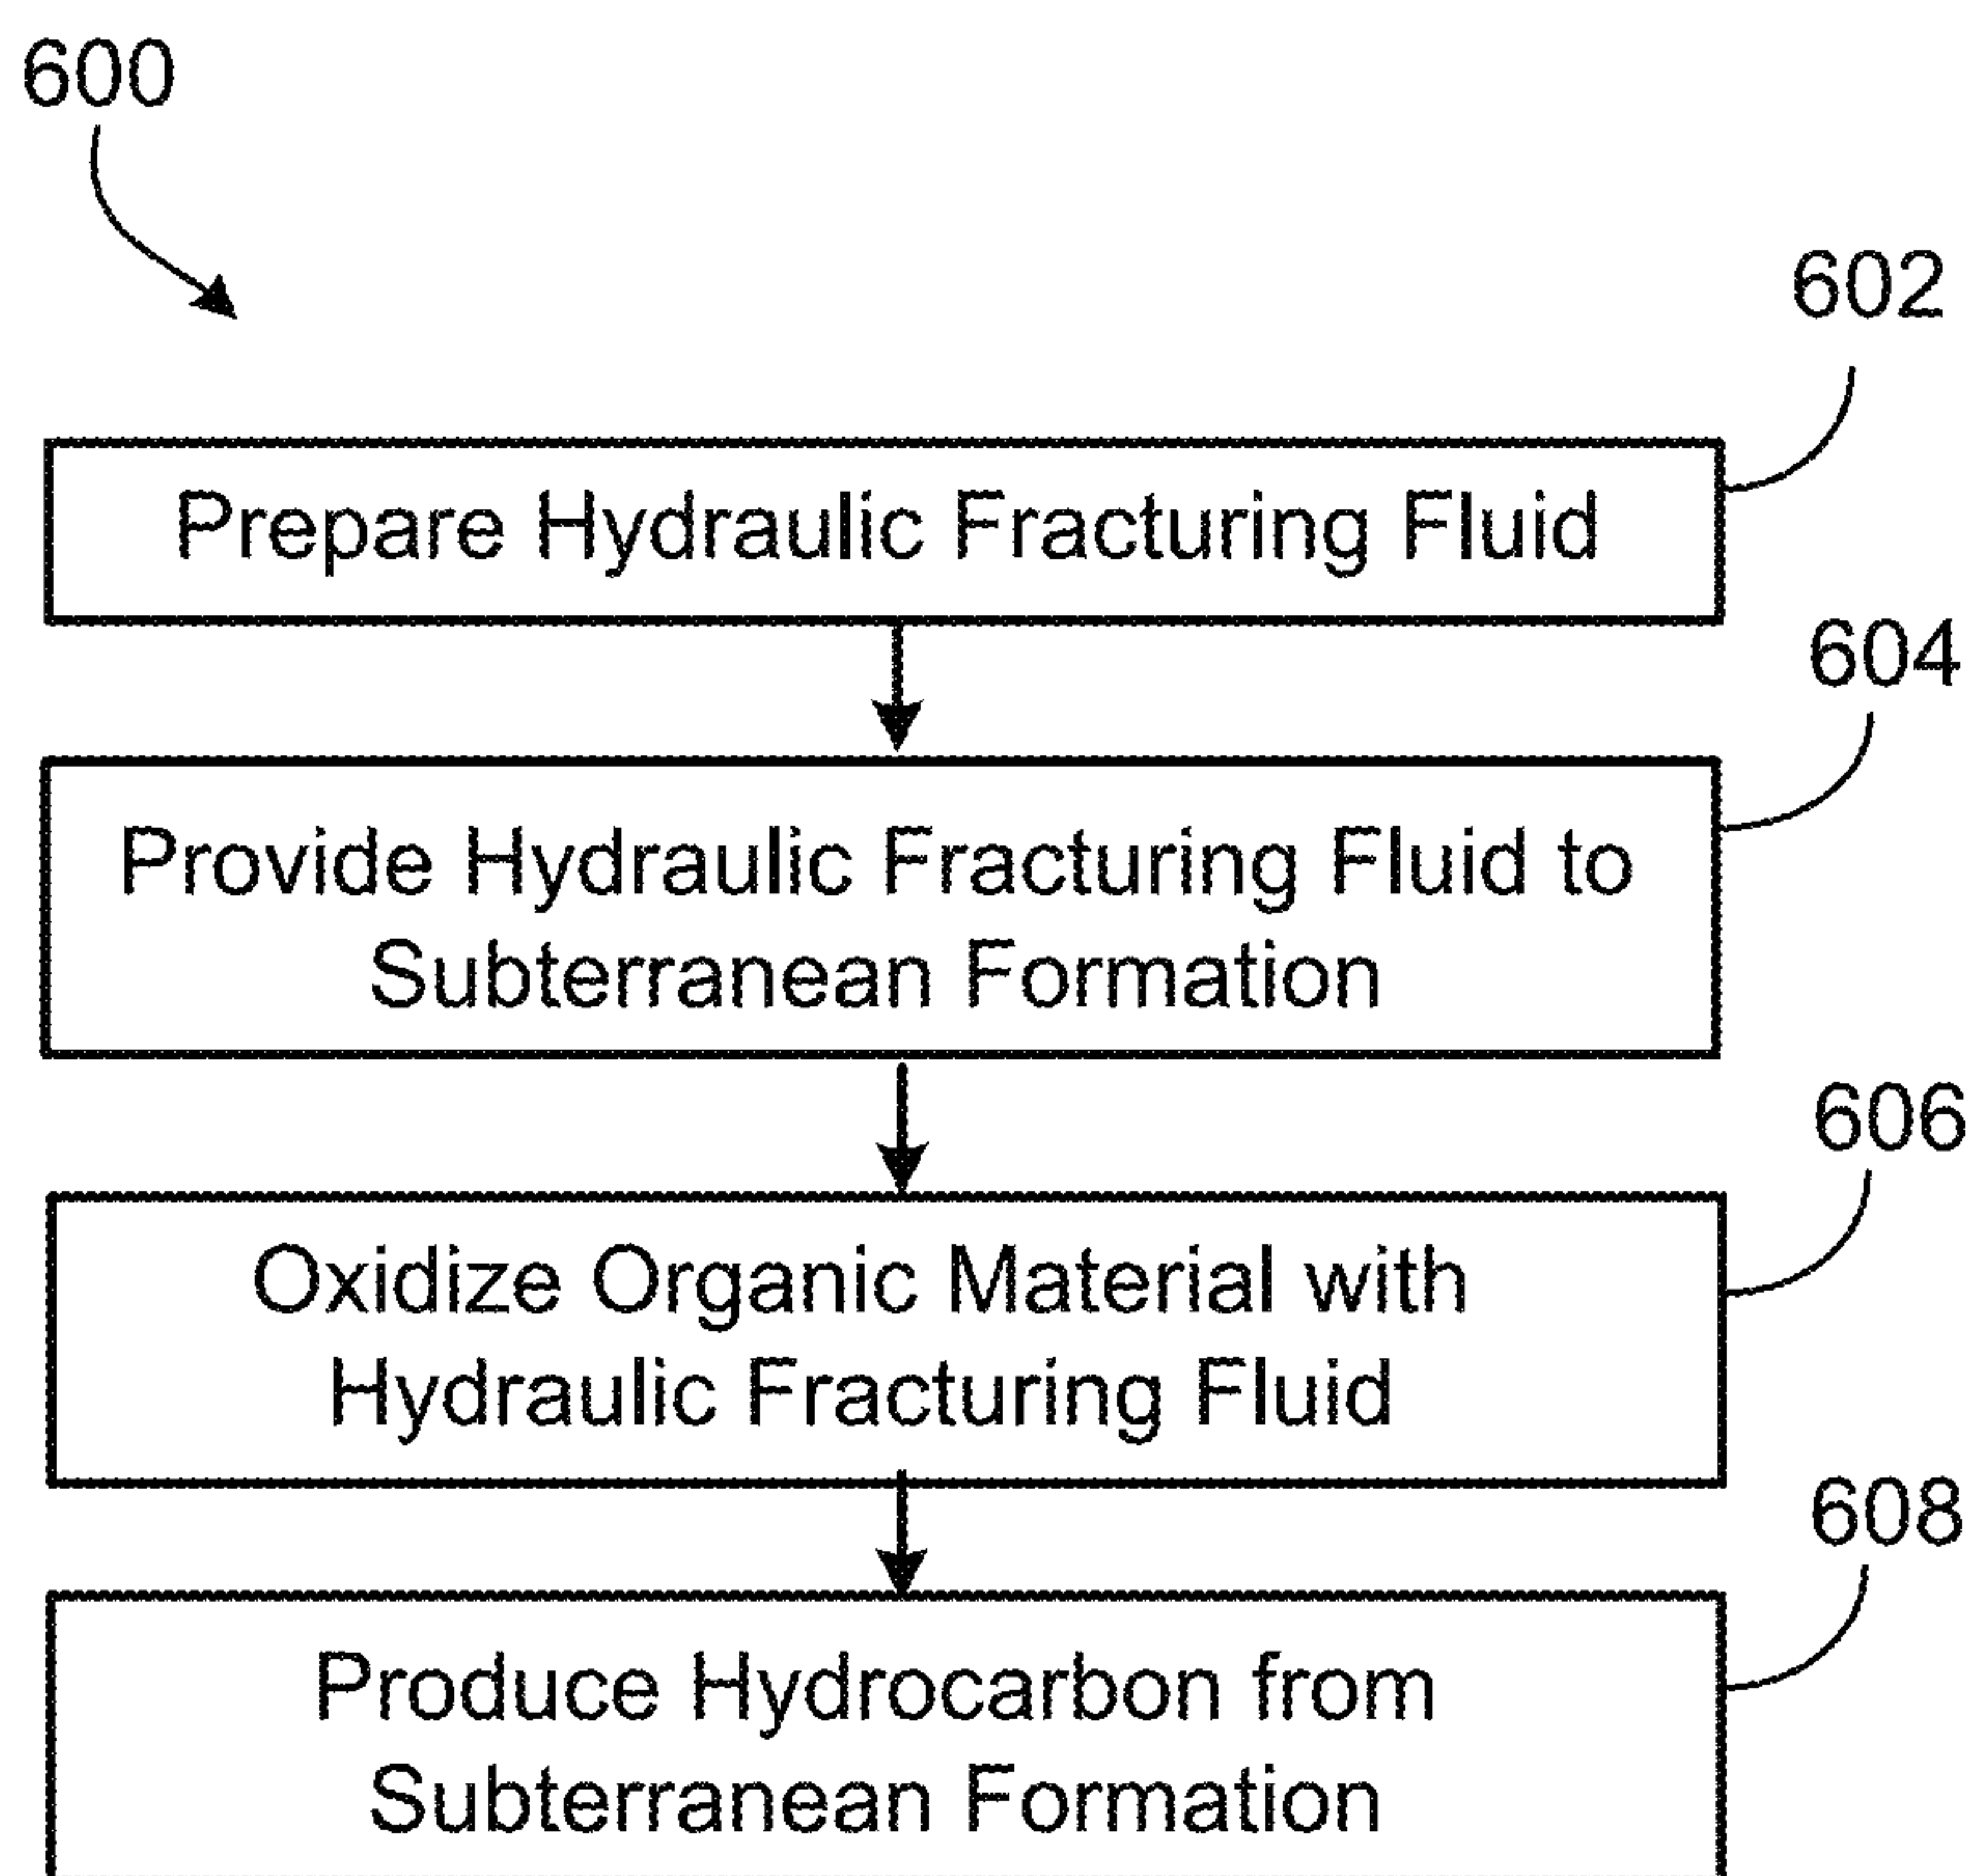 600
602
Prepare Hydraulic Fracturing Fluid
604
Provide Hydraulic Fracturing Fluid to
Subterranean Formation
606
Oxidize Organic Material with
Hydraulic Fracturing Fluid
608
Produce Hydrocarbon from
Subterranean Formation